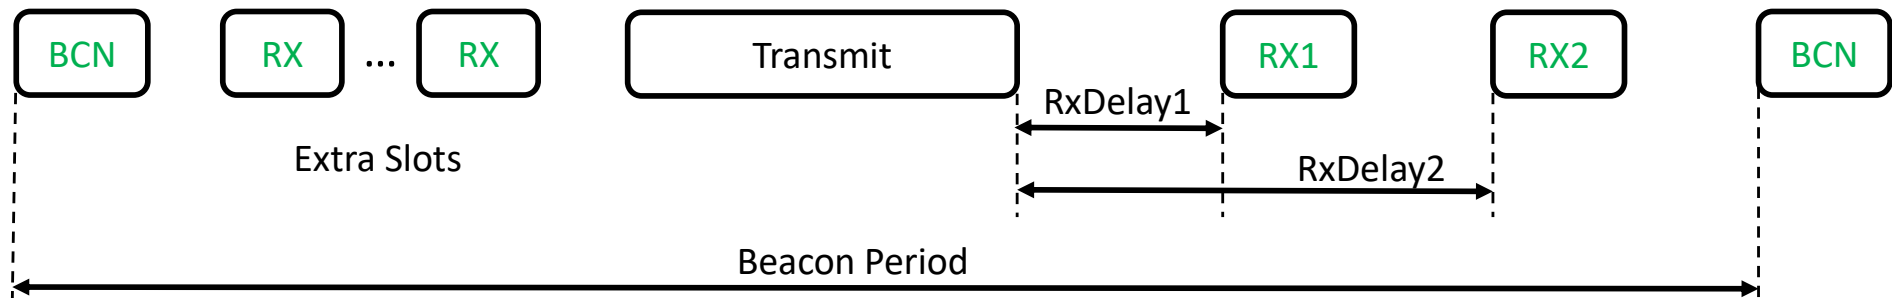 BCN
RX
...
RX
Transmit
RX1
RX2
BCN
RxDelay1
Extra Slots
RxDelay2
Beacon Period